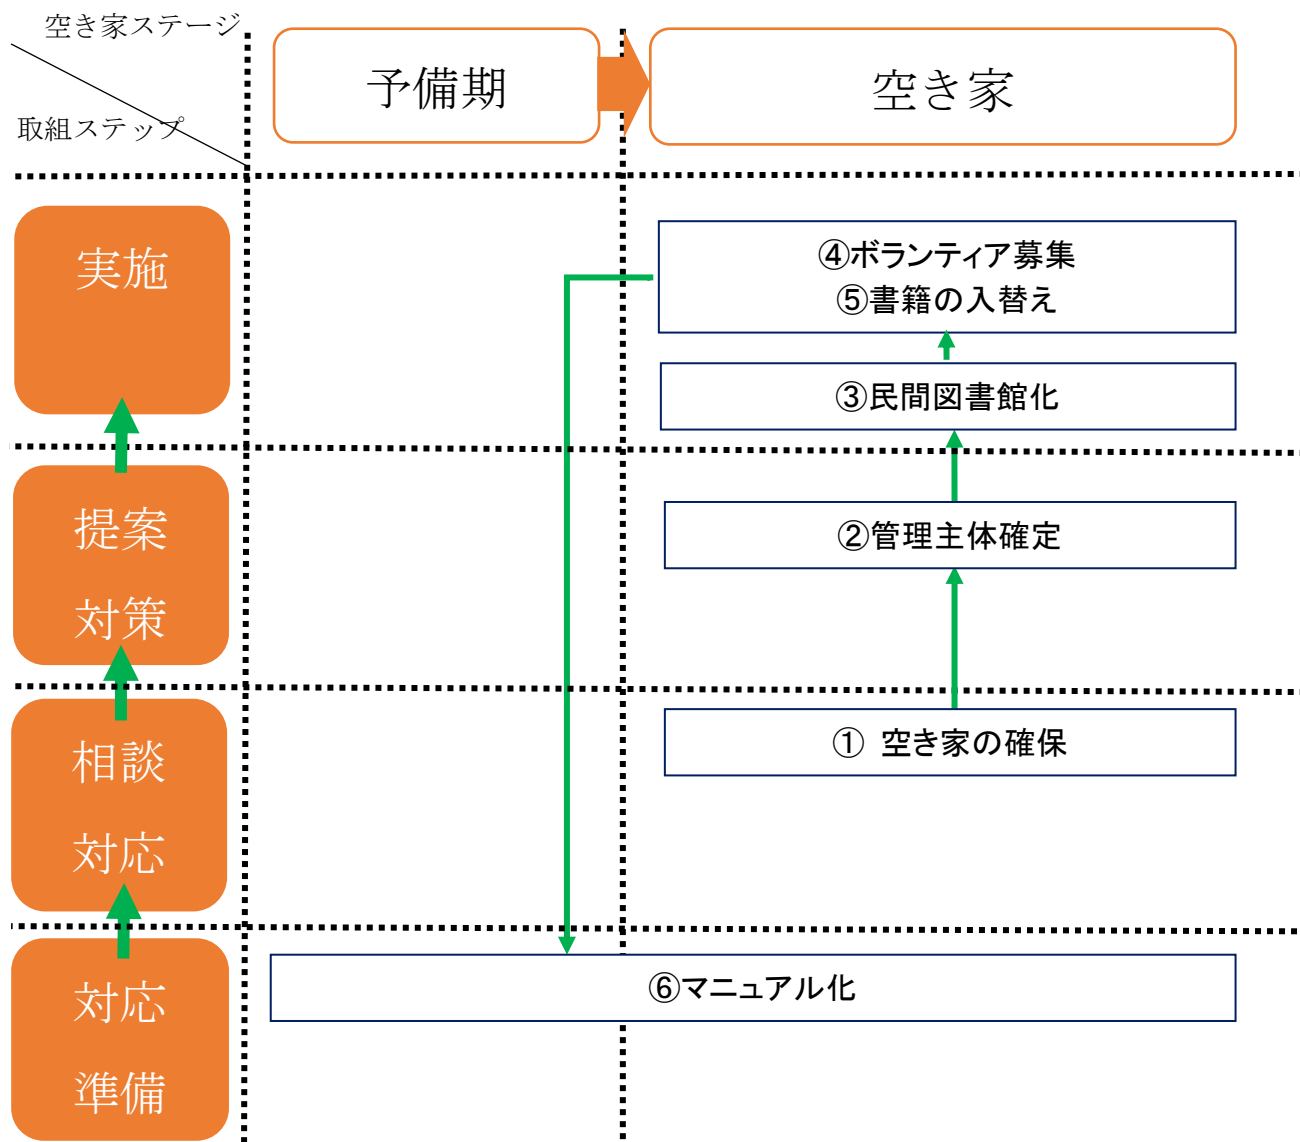 空き家ステージ
取組ステップ
予備期
空き家
実施
④ボランティア募集
⑤書籍の入替え
③民間図書館化
提案
対策
②管理主体確定
相談
対応
① 空き家の確保
対応
準備
⑥マニュアル化